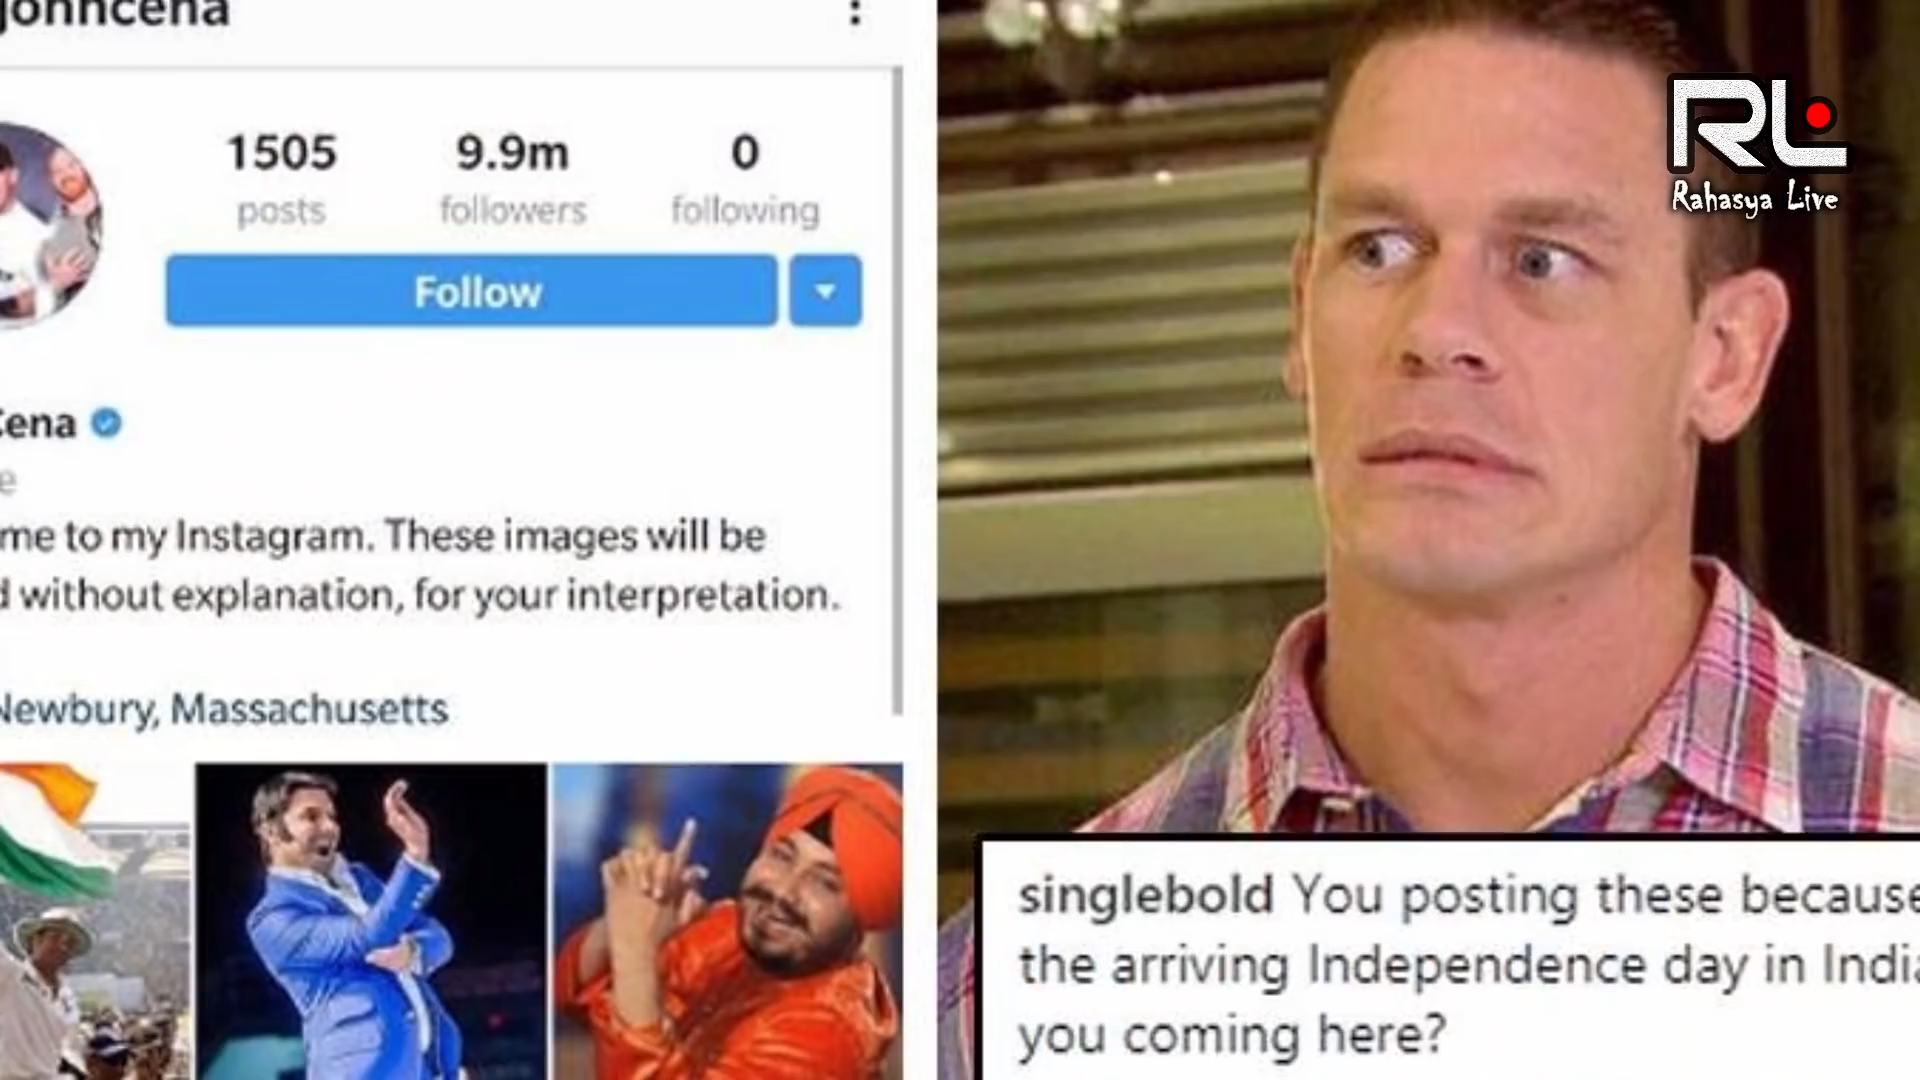 johncena
1505 9.9m 0
posts followers following
Follow
Cena
e
me to my Instagram. These images will be
d without explanation, for your interpretation.
Newbury, Massachusetts
RL
Rahasya Live
singlebold You posting these because
the arriving Independence day in India
you coming here?